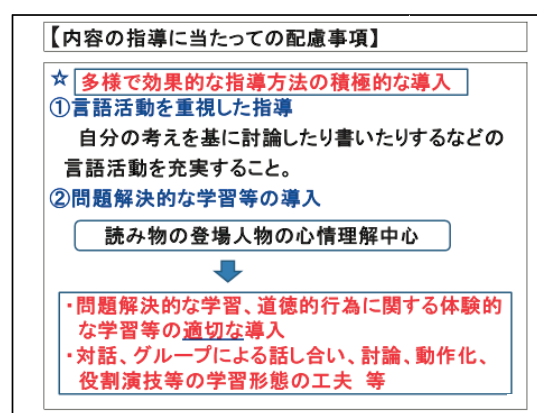 【内容の指導に当たっての配慮事項】
☆ 多様で効果的な指導方法の積極的な導入
①言語活動を重視した指導
自分の考えを基に討論したり書いたりするなどの
言語活動を充実すること。
②問題解決的な学習等の導入
読み物の登場人物の心情理解中心
・問題解決的な学習、道徳的行為に関する体験的
な学習等の適切な導入
・対話、グループによる話し合い、討論、動作化、
役割演技等の学習形態の工夫 等